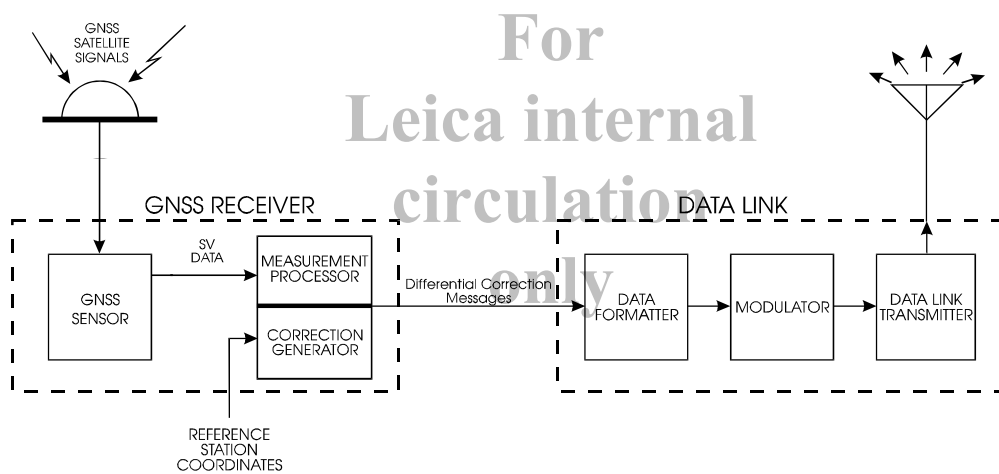 GNSS
SATELLITE
SIGNALS
For
Leica internal
circulation
only
GNSS RECEIVER
DATA LINK
SV
DATA
MEASUREMENT
PROCESSOR
GNSS
SENSOR
CORRECTION
GENERATOR
Differential Correction
Messages
DATA
FORMATTER
MODULATOR
DATA LINK
TRANSMITTER
REFERENCE
STATION
COORDINATES